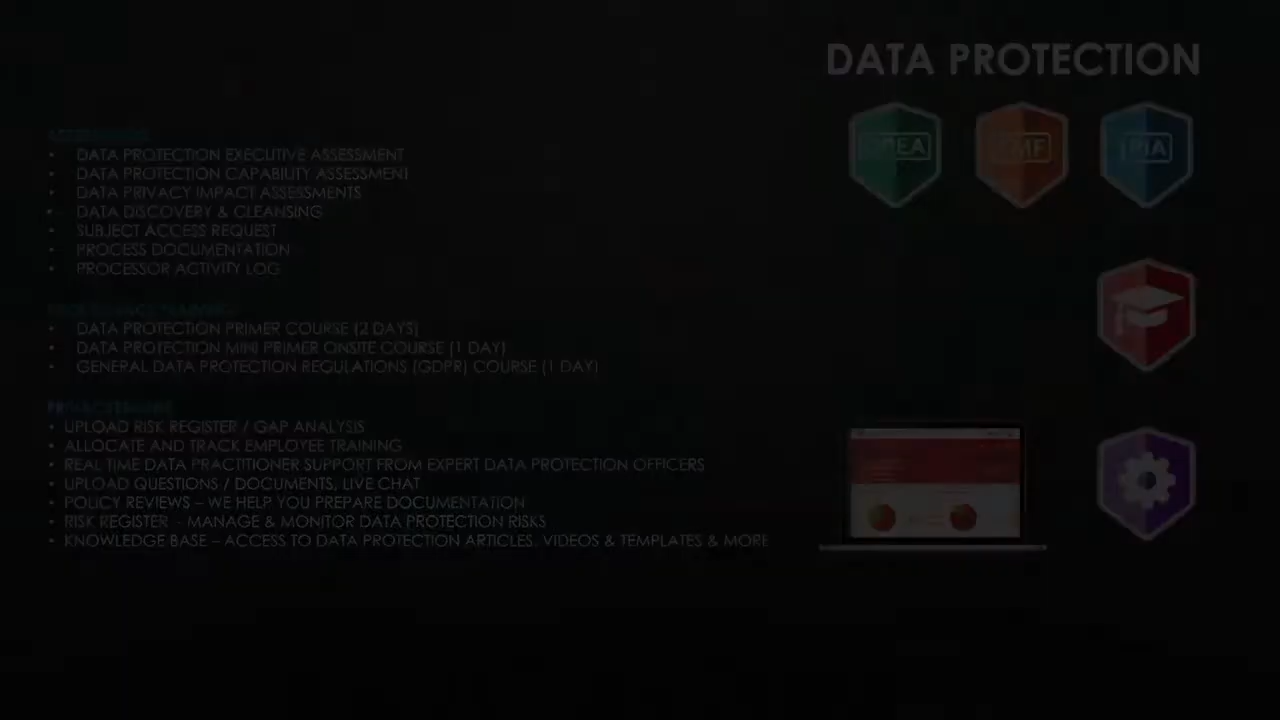 DATA PROTECTION
• DATA PROTECTION EXECUTIVE ASSESSMENT
• DATA PROTECTION CAPABILITY ASSESSMENT
• DATA PRIVACY IMPACT ASSESSMENTS
• DATA DISCOVERY & CLEANSING
• SUBJECT ACCESS REQUEST
• PROCESS DOCUMENTATION
• PROCESSOR ACTIVITY LOG
• DATA PROTECTION PRIMER COURSE (2 DAYS)
• DATA PROTECTION MINI PRIMER ONSITE COURSE (1 DAY)
• GENERAL DATA PROTECTION REGULATIONS (GDPR) COURSE (1 DAY)
• UPLOAD RISK REGISTER / GAP ANALYSIS
• ALLOCATE AND TRACK EMPLOYEE TRAINING
• REAL TIME DATA PRACTITIONER SUPPORT FROM EXPERT DATA PROTECTION OFFICERS
• UPLOAD QUESTIONS / DOCUMENTS, LIVE CHAT
• POLICY REVIEWS – WE HELP YOU PREPARE DOCUMENTATION
• RISK REGISTER - MANAGE & MONITOR DATA PROTECTION RISKS
• KNOWLEDGE BASE – ACCESS TO DATA PROTECTION ARTICLES, VIDEOS & TEMPLATES & MORE